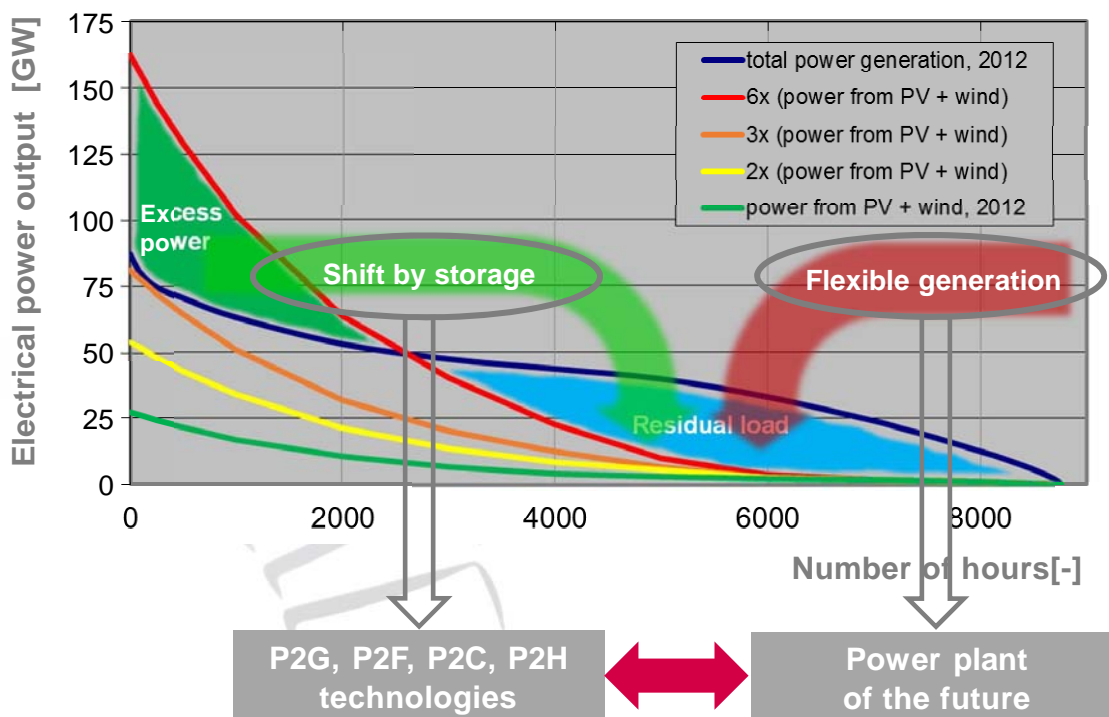 Electrical power output [GW]
175
150
125
100
75
50
25
0
total power generation, 2012
6x (power from PV + wind)
3x (power from PV + wind)
2x (power from PV + wind)
power from PV + wind, 2012
Excess
power
Shift by storage
Flexible generation
Residual load
0
2000
4000
6000
8000
Number of hours[-]
P2G, P2F, P2C, P2H
technologies
Power plant
of the future